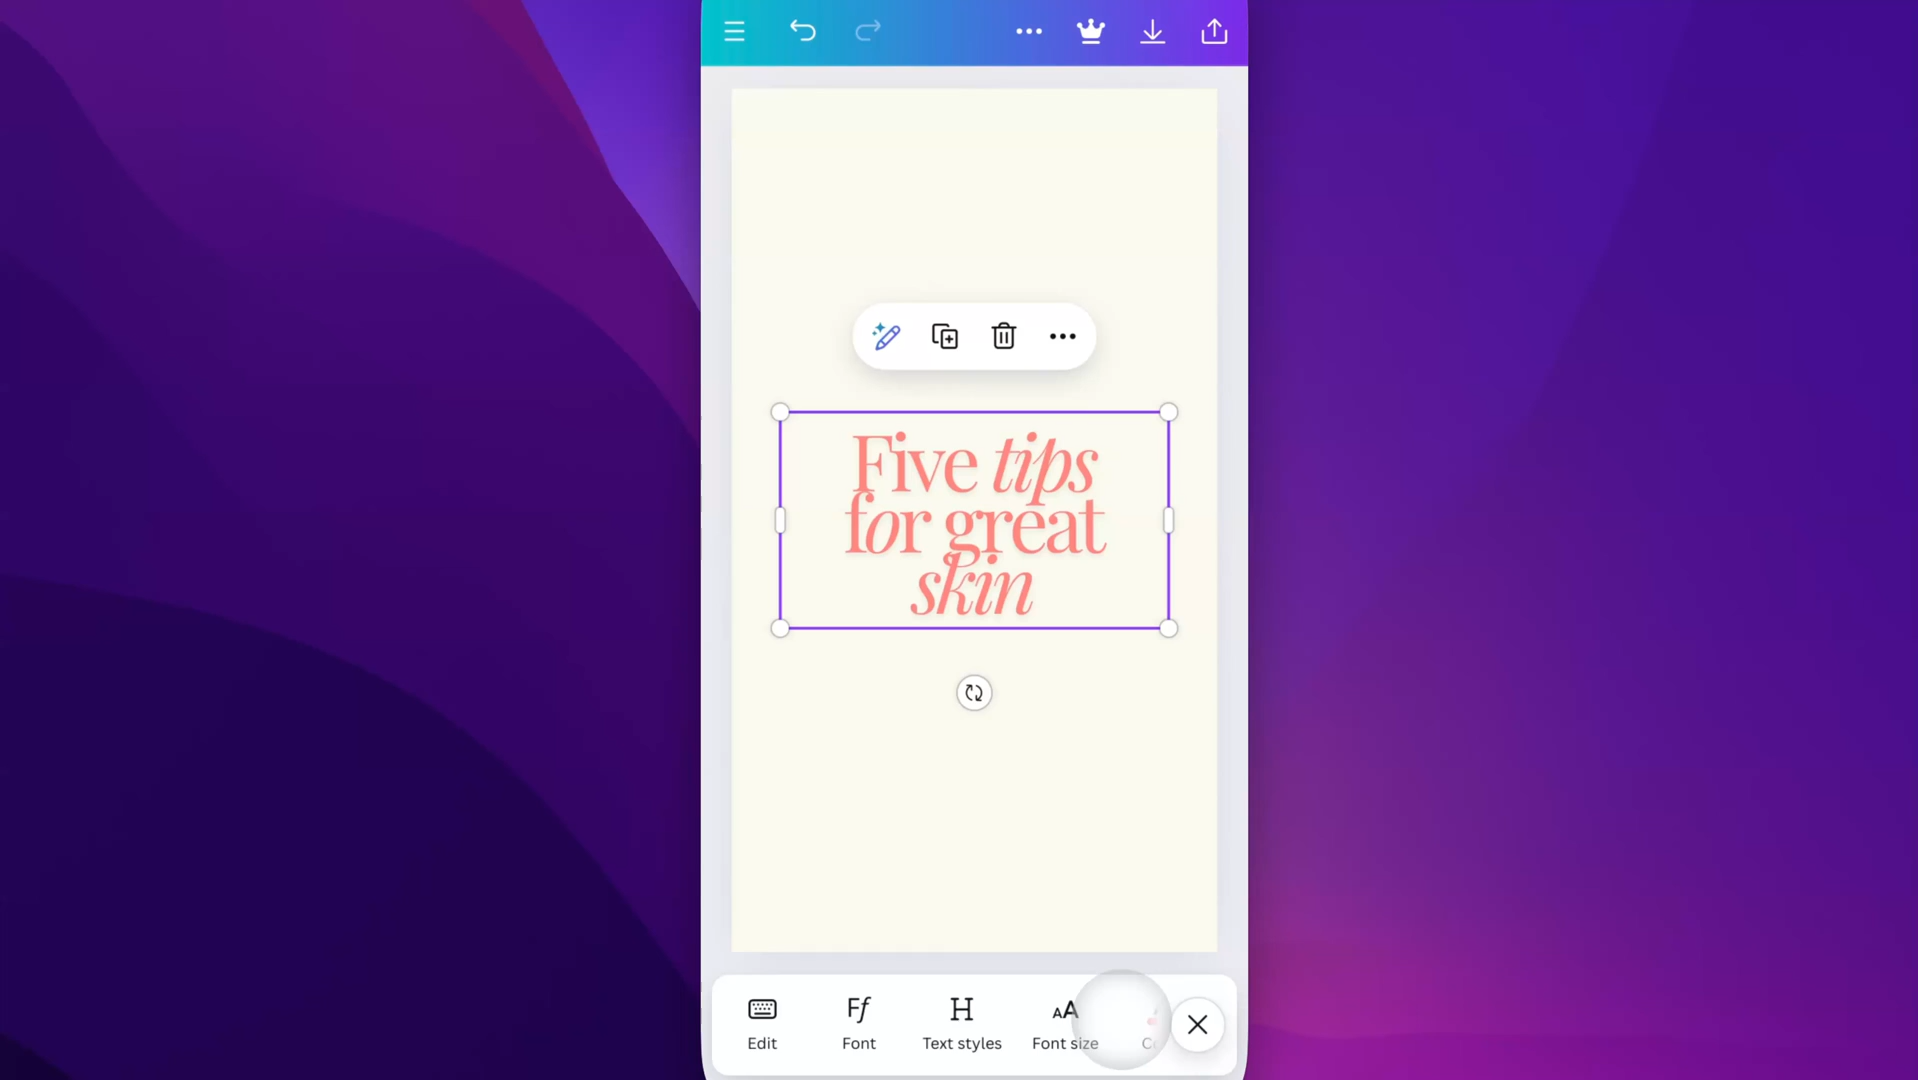 Five tips
for great
skin
Edit
Font
Text styles
Font size